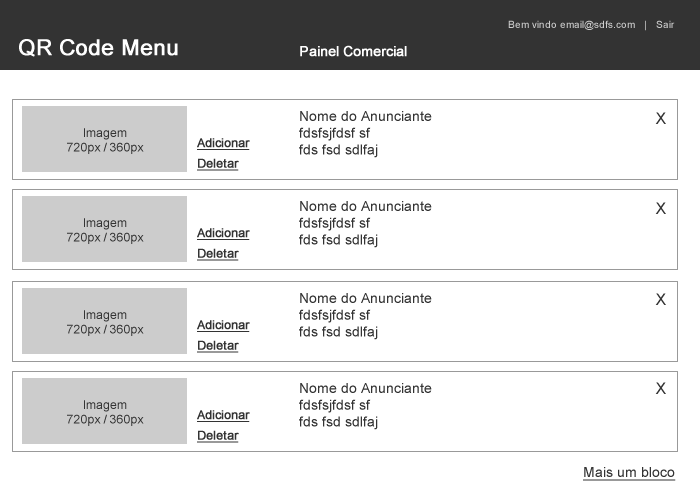 Bem vindo email@sdfs.com | Sair
QR Code Menu
Painel Comercial
Imagem
720px / 360px
Adicionar
Deletar
Nome do Anunciante
fdsfsjfdsf sf
fds fsd sdlfaj
X
Imagem
720px / 360px
Adicionar
Deletar
Nome do Anunciante
fdsfsjfdsf sf
fds fsd sdlfaj
X
Imagem
720px / 360px
Adicionar
Deletar
Nome do Anunciante
fdsfsjfdsf sf
fds fsd sdlfaj
X
Imagem
720px / 360px
Adicionar
Deletar
Nome do Anunciante
fdsfsjfdsf sf
fds fsd sdlfaj
X
Mais um bloco